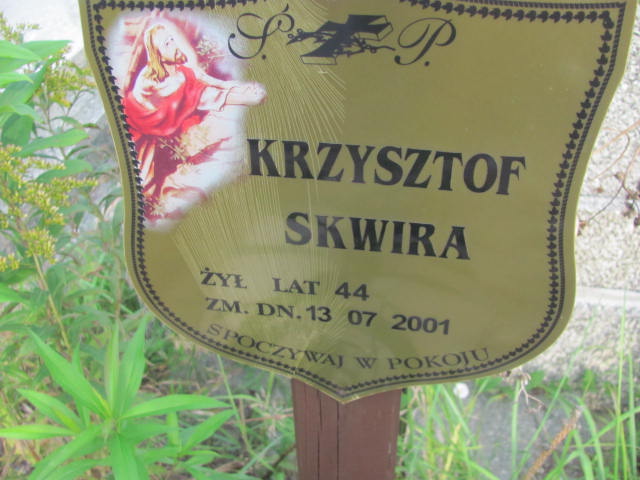 Ś. P.
KRZYSZTOF
SKWIRA
ŻYŁ LAT 44
ZM. DN. 13 07 2001
SPOCZYWAJ W POKOJU